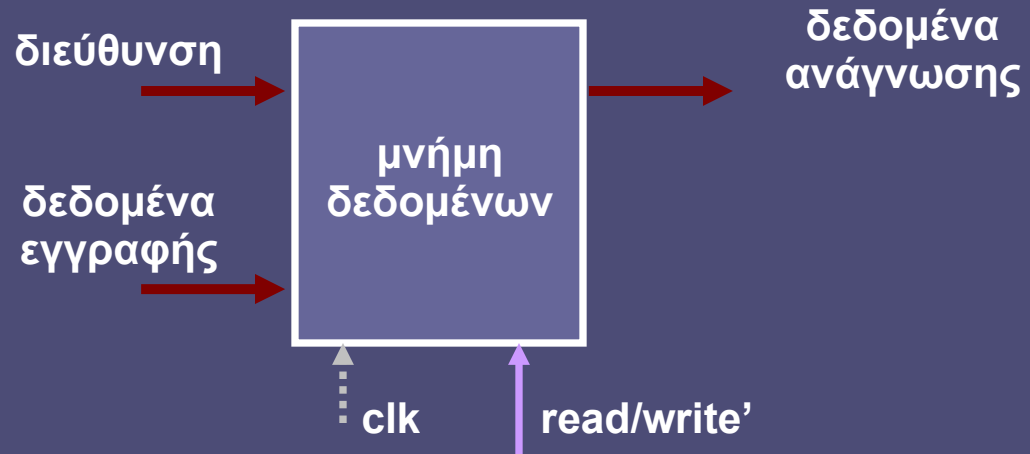 διεύθυνση
δεδομένα
ανάγνωσης
μνήμη
δεδομένων
δεδομένα
εγγραφής
clk
read/write’